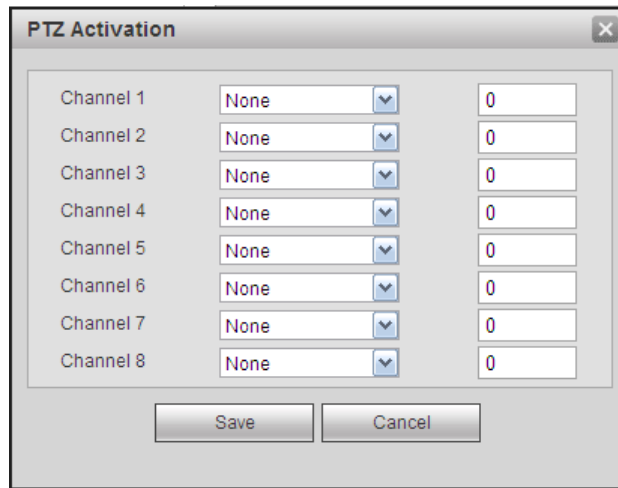 PTZ Activation
Channel 1 None 0
Channel 2 None 0
Channel 3 None 0
Channel 4 None 0
Channel 5 None 0
Channel 6 None 0
Channel 7 None 0
Channel 8 None 0
Save Cancel